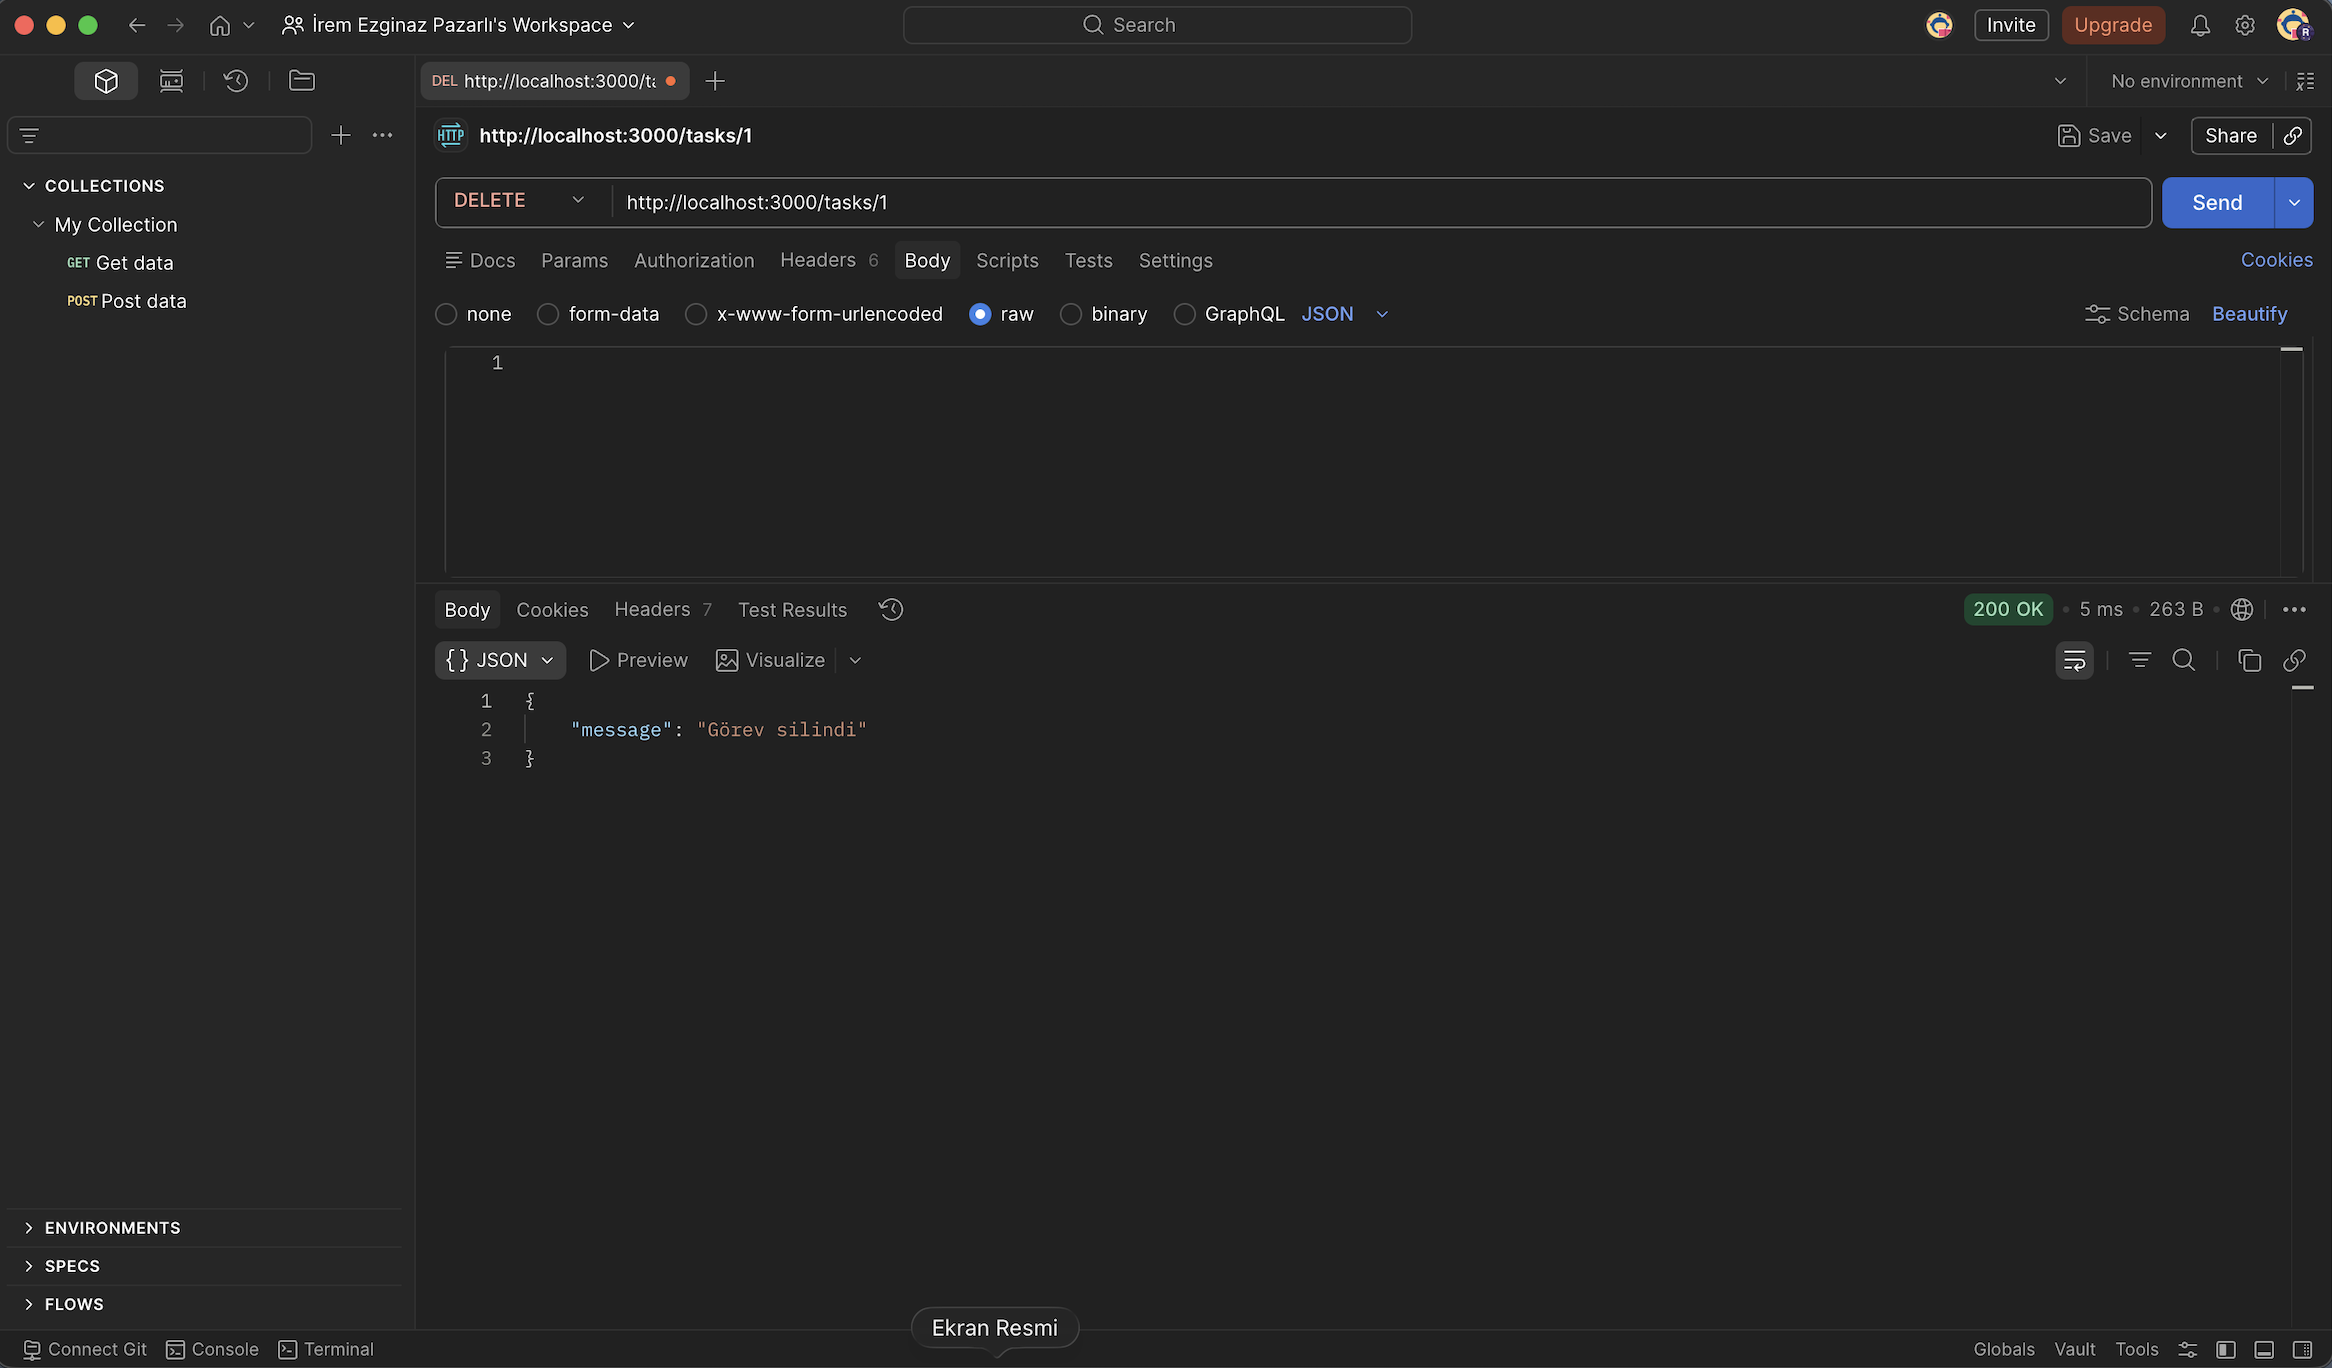 İrem Ezginaz Pazarlı's Workspace
Search
Invite
Upgrade
R
DEL http://localhost:3000/ta
No environment
HTTP http://localhost:3000/tasks/1
Save
Share
COLLECTIONS
My Collection
GET Get data
POST Post data
DELETE
http://localhost:3000/tasks/1
Send
Docs Params Authorization Headers 6 Body Scripts Tests Settings
Cookies
none form-data x-www-form-urlencoded raw binary GraphQL JSON
Schema Beautify
1
Body Cookies Headers 7 Test Results
200 OK • 5 ms • 263 B •
{} JSON Preview Visualize
1 {
2 "message": "Görev silindi"
3 }
ENVIRONMENTS
SPECS
FLOWS
Ekran Resmi
Connect Git Console Terminal
Globals Vault Tools